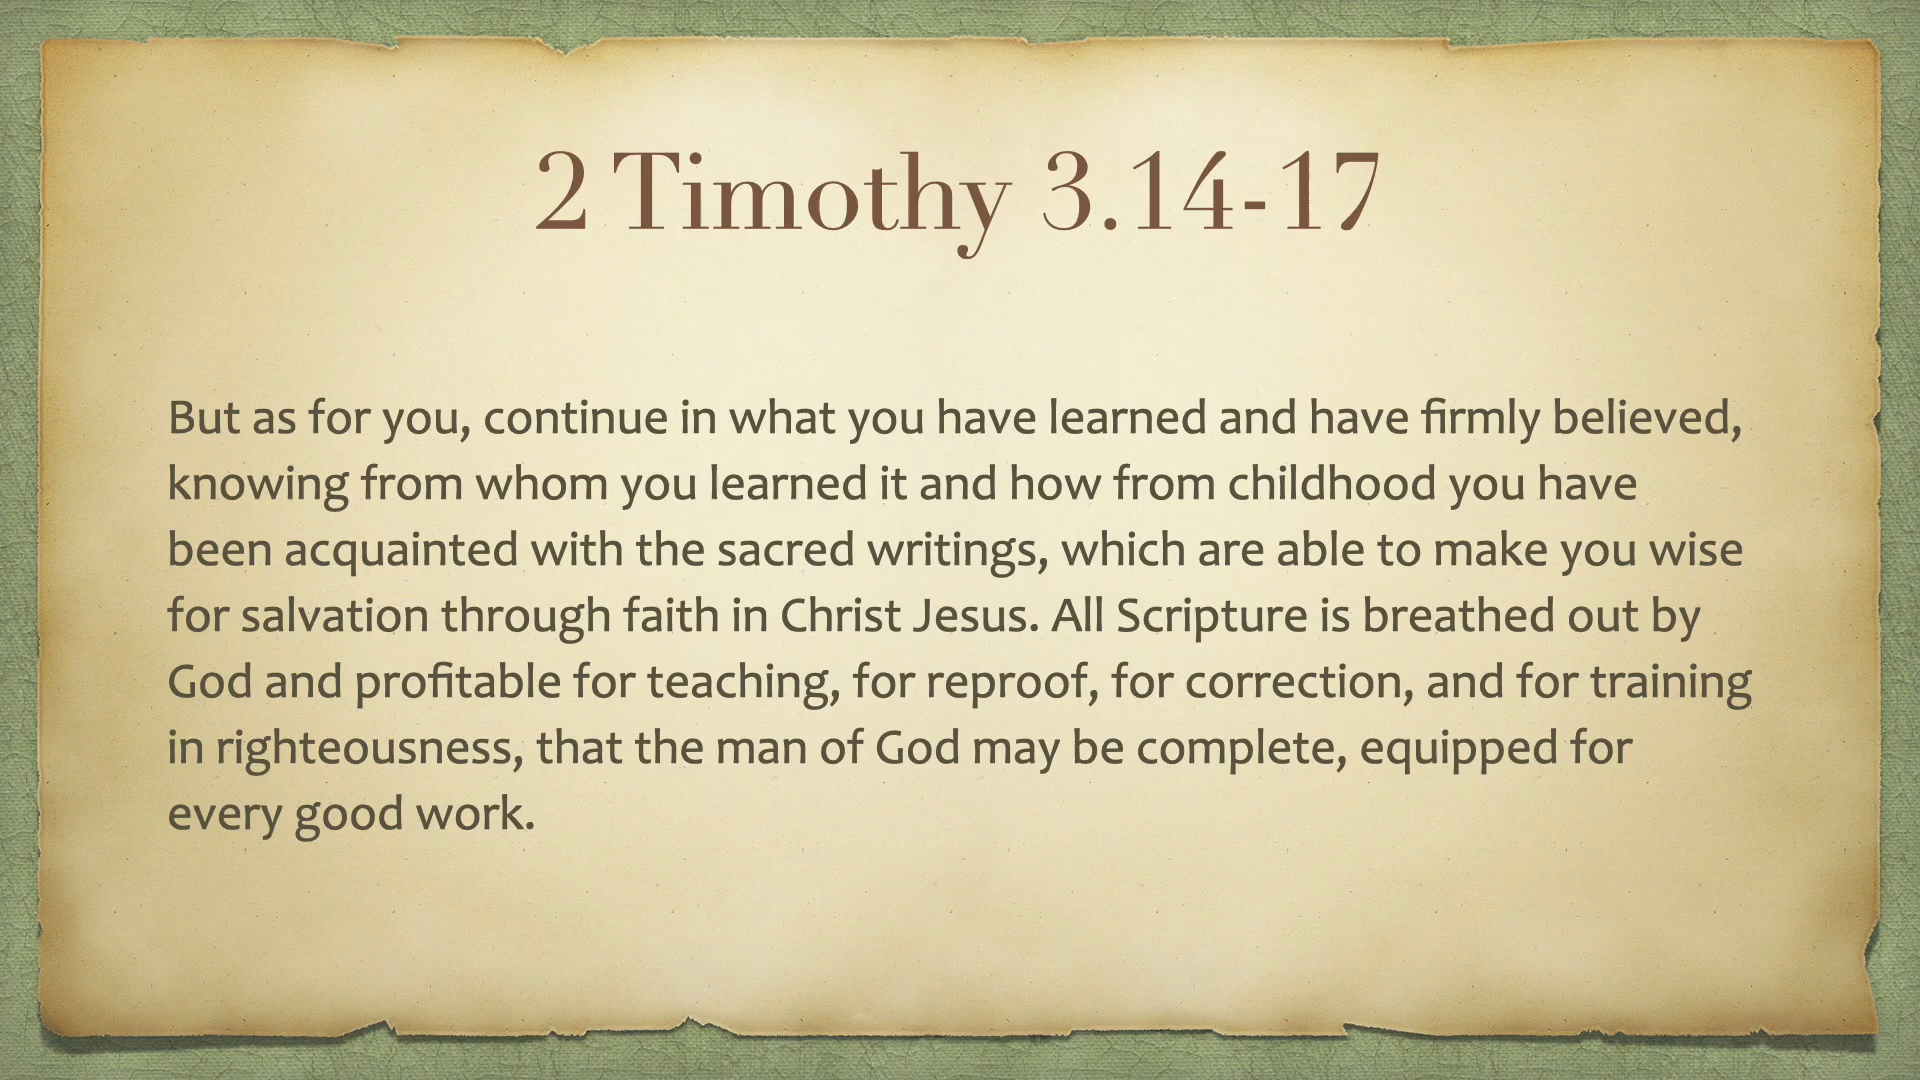 2 Timothy 3.14-17
But as for you, continue in what you have learned and have firmly believed,
knowing from whom you learned it and how from childhood you have
been acquainted with the sacred writings, which are able to make you wise
for salvation through faith in Christ Jesus. All Scripture is breathed out by
God and profitable for teaching, for reproof, for correction, and for training
in righteousness, that the man of God may be complete, equipped for
every good work.